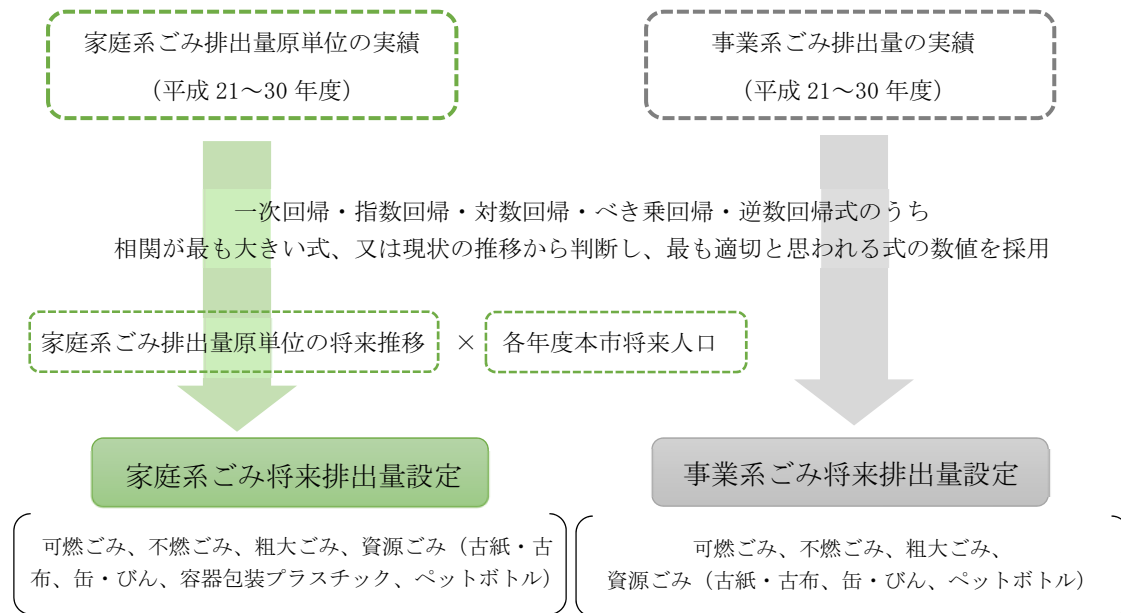 家庭系ごみ排出量原単位の実績
（平成 21～30 年度）
事業系ごみ排出量の実績
（平成 21～30 年度）
一次回帰・指数回帰・対数回帰・べき乗回帰・逆数回帰式のうち
相関が最も大きい式、又は現状の推移から判断し、最も適切と思われる式の数値を採用
家庭系ごみ排出量原単位の将来推移 × 各年度本市将来人口
家庭系ごみ将来排出量設定
事業系ごみ将来排出量設定
可燃ごみ、不燃ごみ、粗大ごみ、資源ごみ（古紙・古
布、缶・びん、容器包装プラスチック、ペットボトル）
可燃ごみ、不燃ごみ、粗大ごみ、
資源ごみ（古紙・古布、缶・びん、ペットボトル）